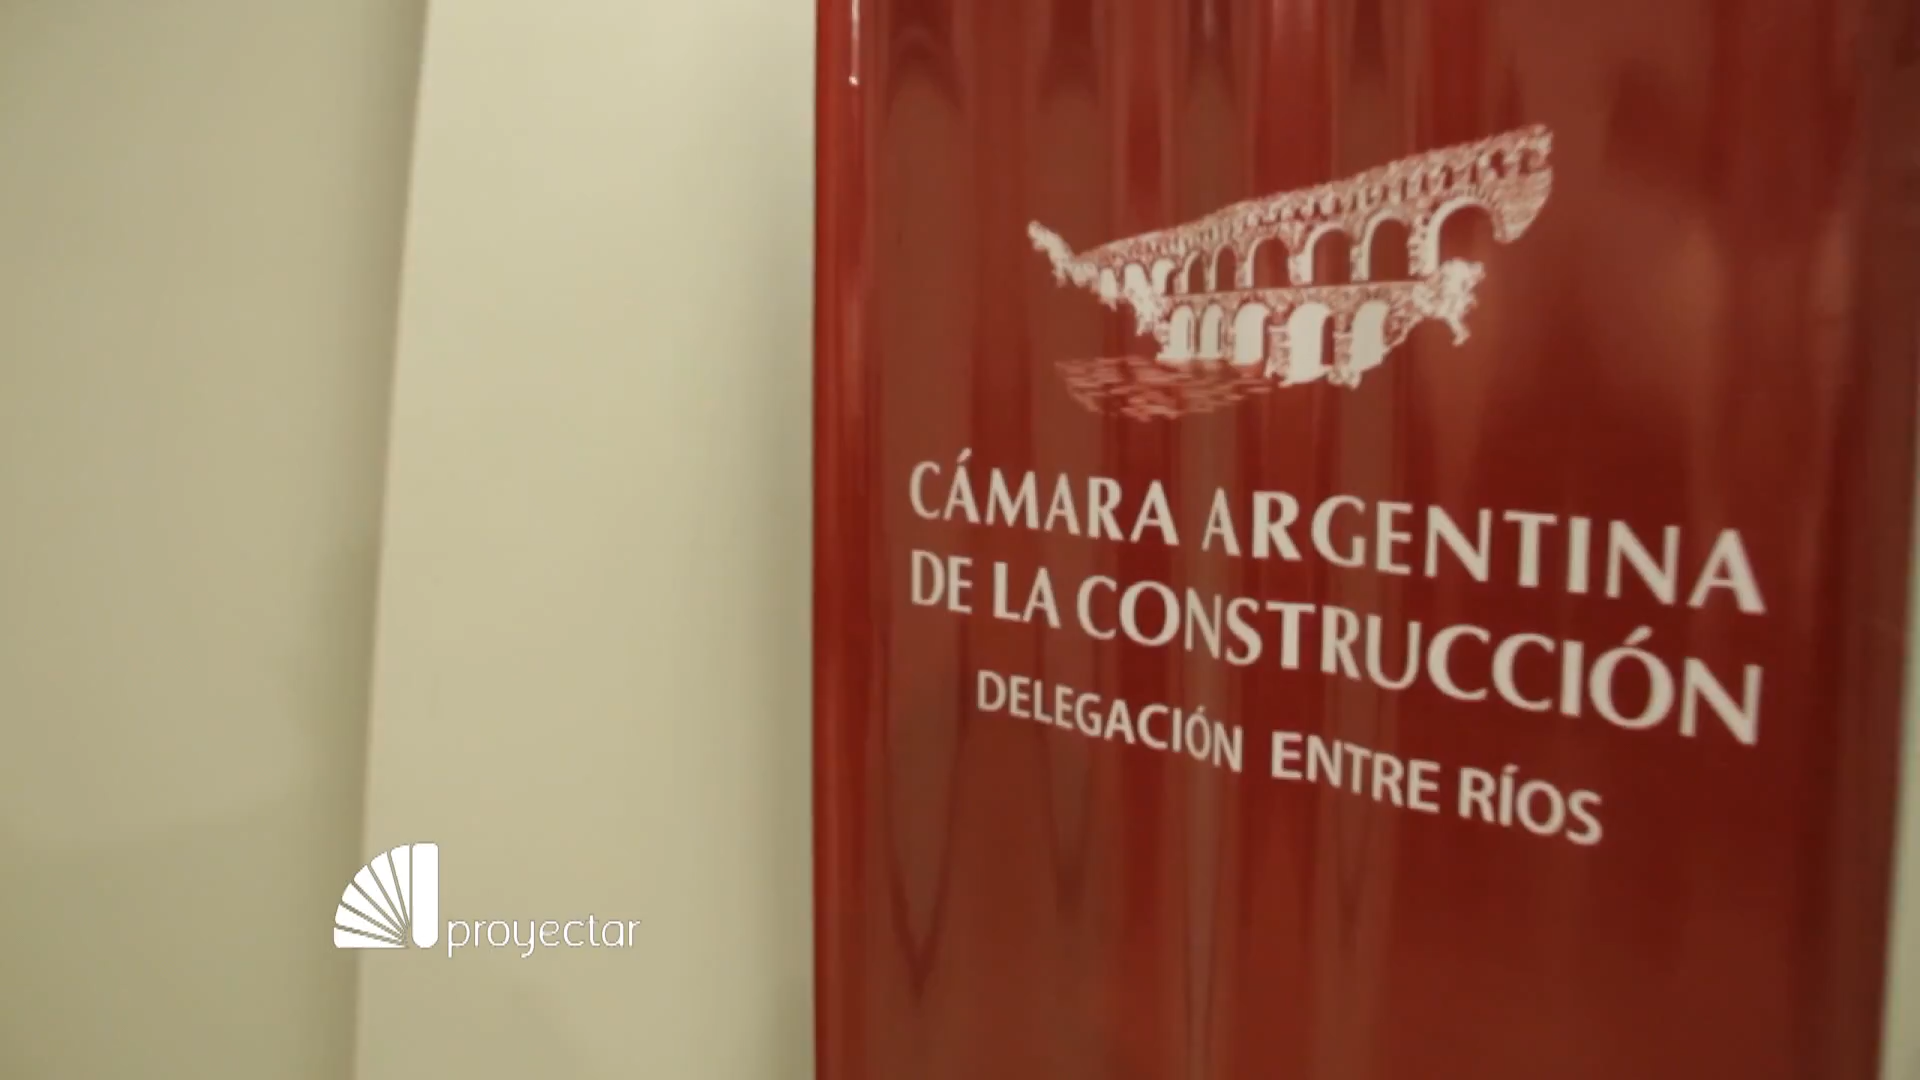 CÁMARA ARGENTINA
DE LA CONSTRUCCIÓN
DELEGACIÓN ENTRE RÍOS
proyectar